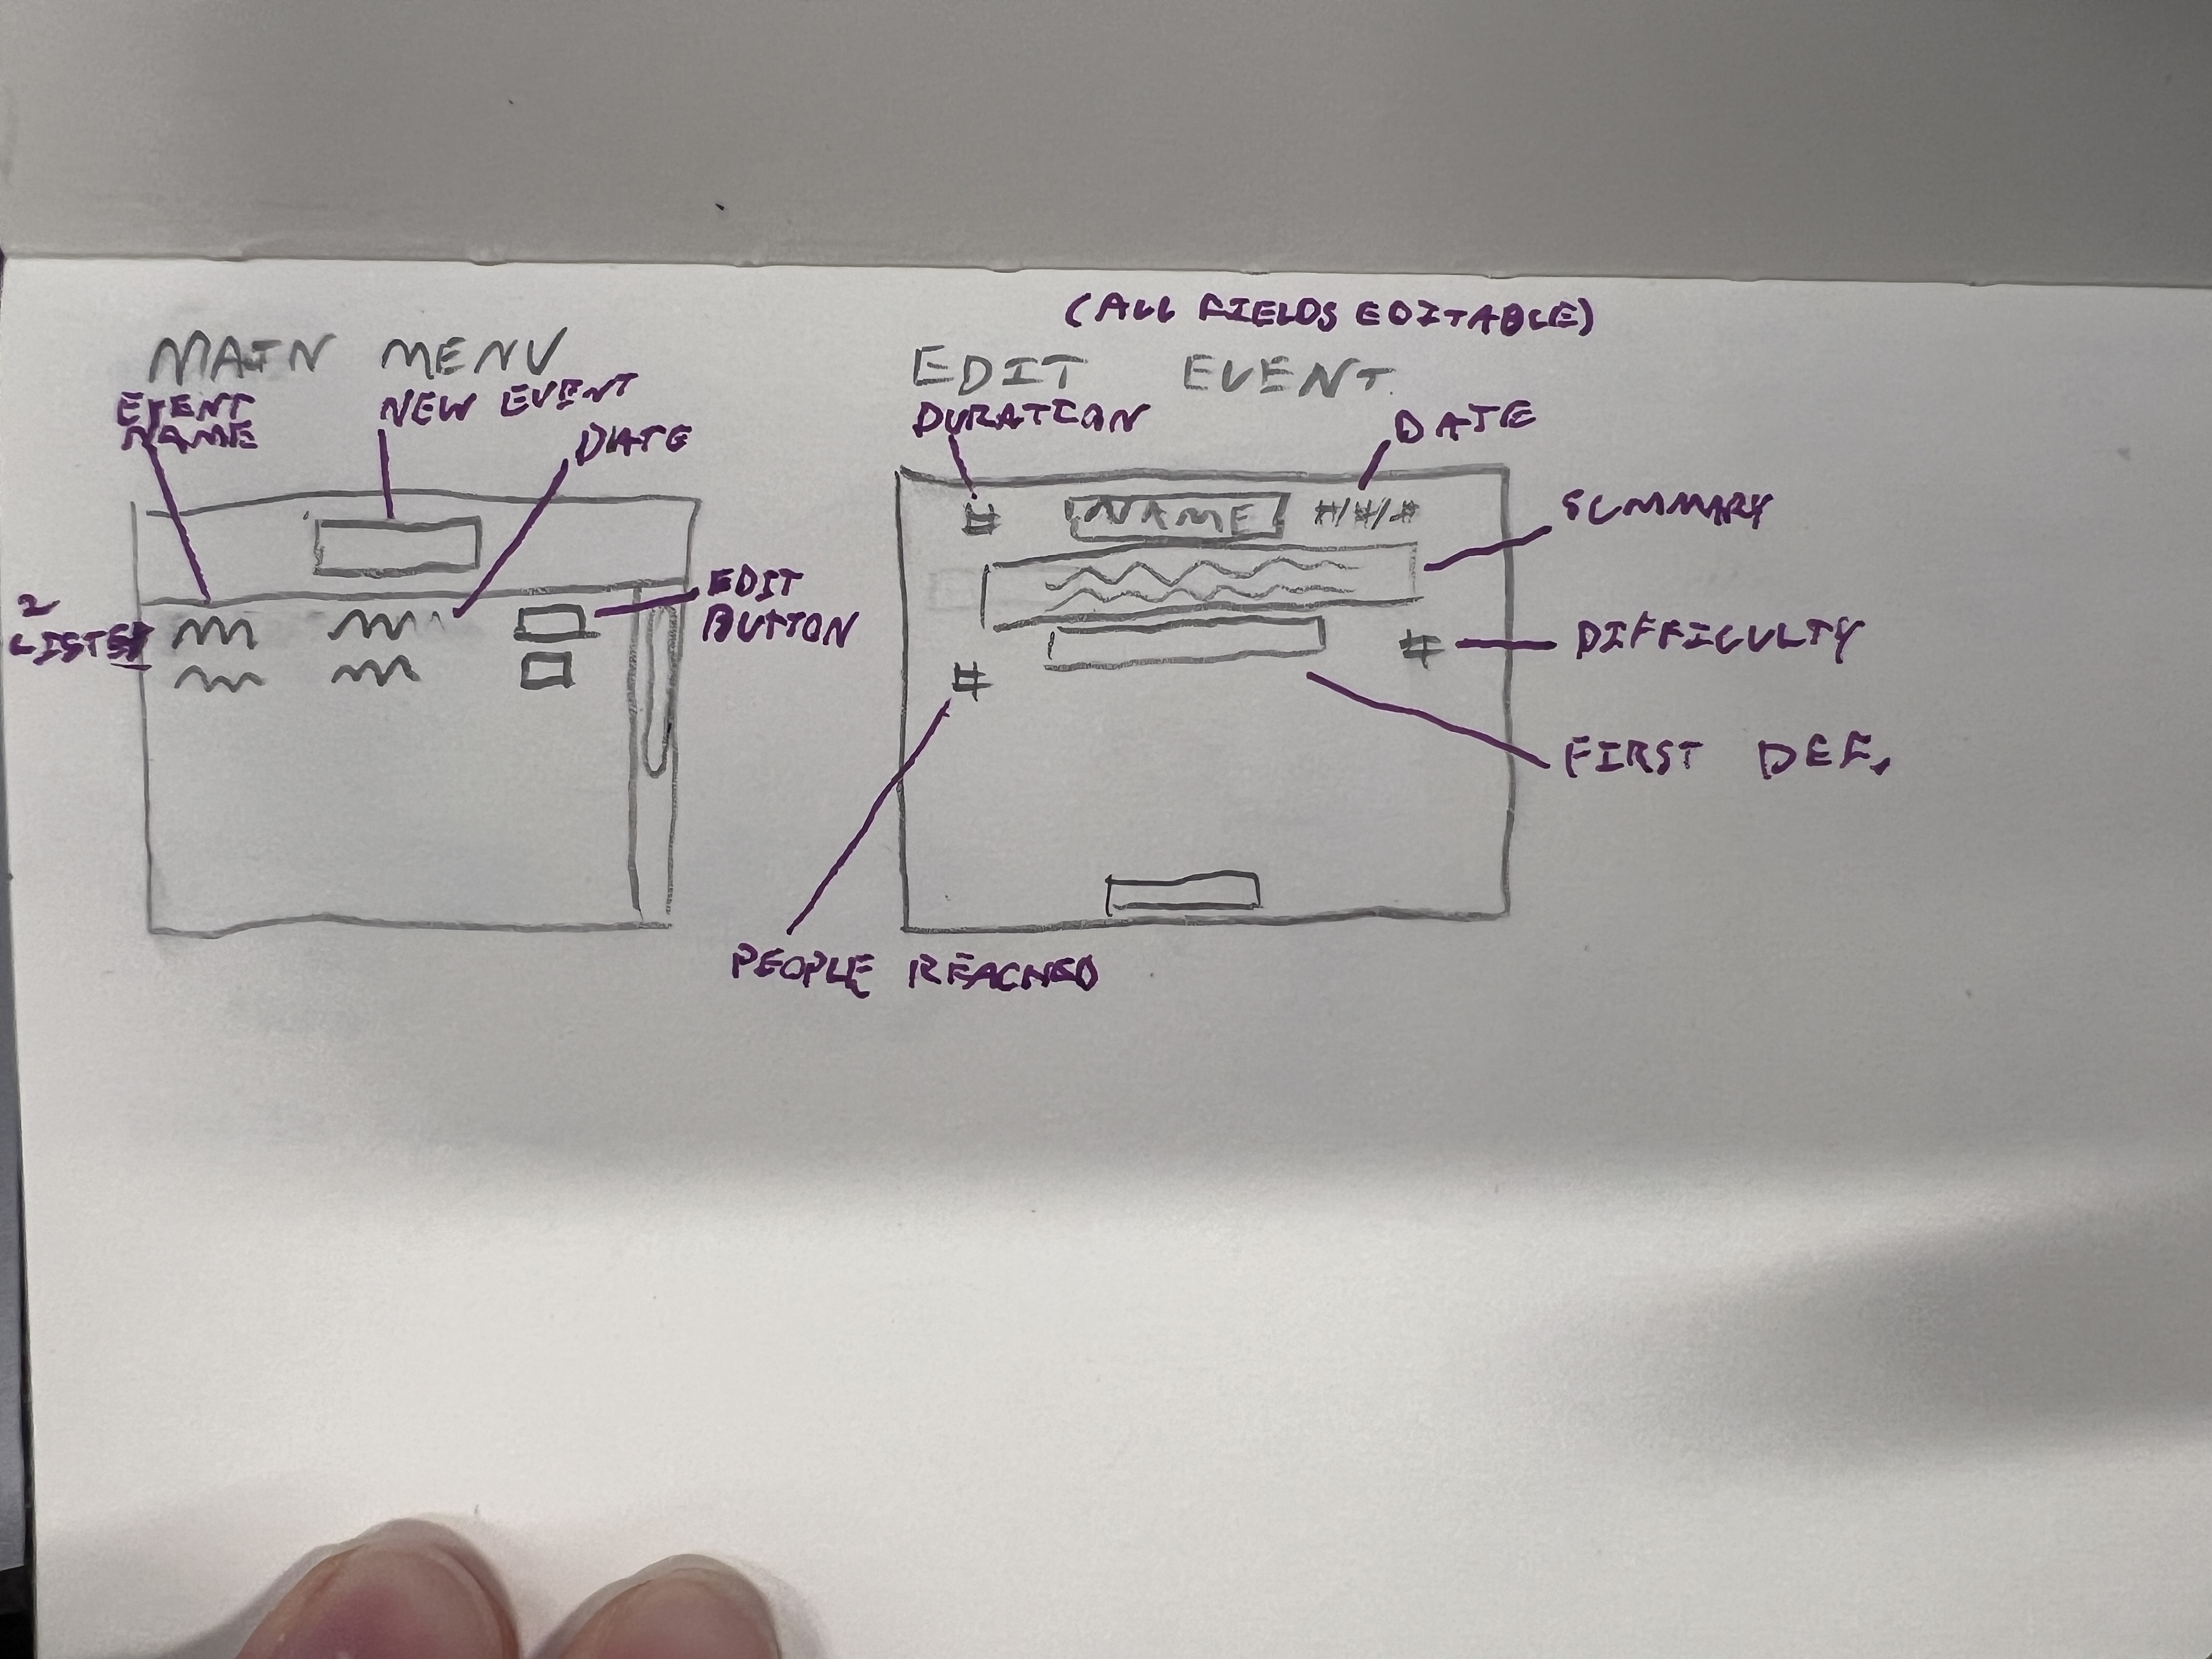 (ALL FIELDS EDITABLE)
MAIN MENU
EDIT EVENT
EVENT
NAME
NEW EVENT
DATE
DURATION
DATE
#
NAME
#/#/#
SUMMARY
EDIT
BUTTON
2
LISTED
#
DIFFICULTY
#
FIRST DEF.
PEOPLE REACHED